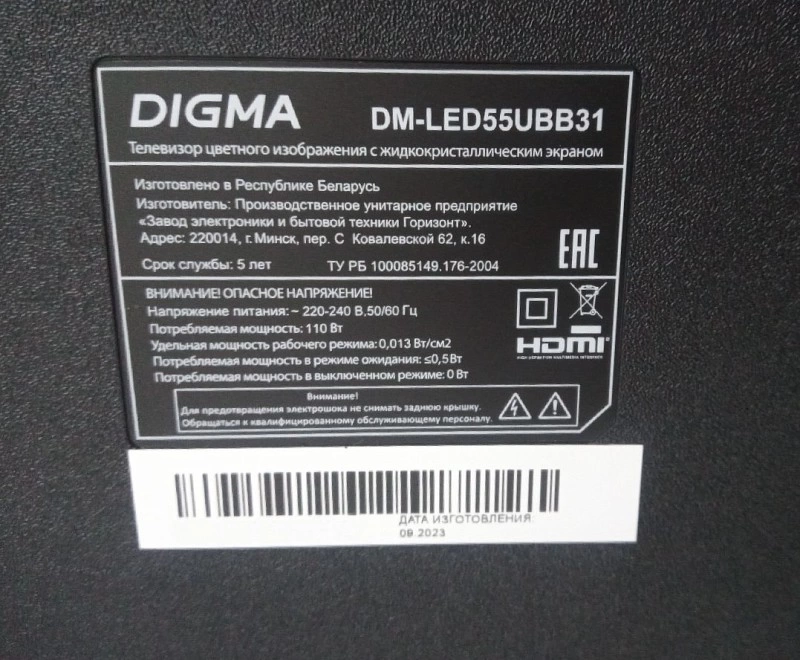 DIGMA DM-LED55UBB31
Телевизор цветного изображения с жидкокристаллическим экраном
Изготовлено в Республике Беларусь
Изготовитель: Производственное унитарное предприятие
«Завод электроники и бытовой техники Горизонт».
Адрес: 220014, г.Минск, пер. С Ковалевской 62, к.16
EAC
Срок службы: 5 лет ТУ РБ 100085149.176-2004
ВНИМАНИЕ! ОПАСНОЕ НАПРЯЖЕНИЕ!
Напряжение питания: ~ 220-240 В,50/60 Гц
Потребляемая мощность: 110 Вт
Удельная мощность рабочего режима: 0,013 Вт/см2
Потребляемая мощность в режиме ожидания: ≤0,5Вт
Потребляемая мощность в выключенном режиме: 0 Вт
HDMI
HIGH-DEFINITION MULTIMEDIA INTERFACE
Внимание!
Для предотвращения электрошока не снимать заднюю крышку.
Обращаться к квалифицированному обслуживающему персоналу.
ДАТА ИЗГОТОВЛЕНИЯ:
09.2023